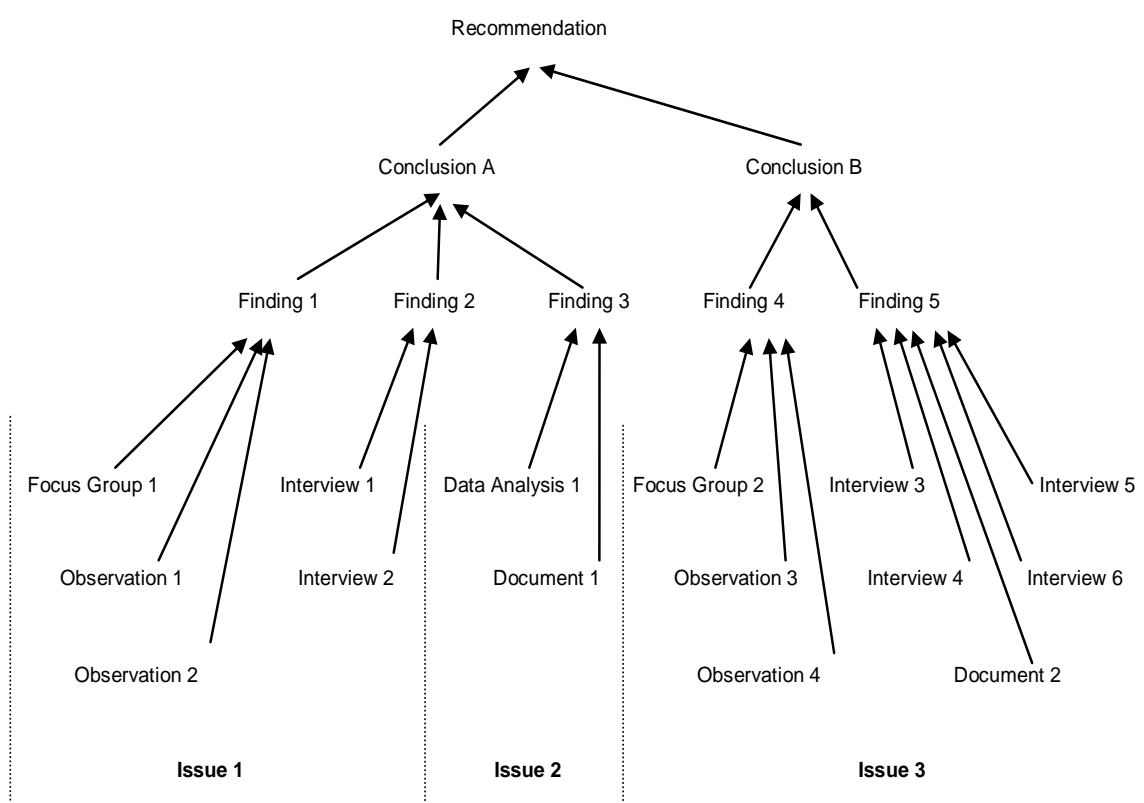 Recommendation
Conclusion A
Conclusion B
Finding 1
Finding 2
Finding 3
Finding 4
Finding 5
Focus Group 1
Interview 1
Data Analysis 1
Focus Group 2
Interview 3
Interview 5
Observation 1
Interview 2
Document 1
Observation 3
Interview 4
Interview 6
Observation 2
Observation 4
Document 2
Issue 1
Issue 2
Issue 3